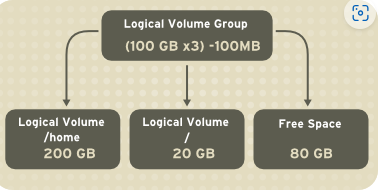 Logical Volume Group
(100 GB x3) -100MB
Logical Volume
/home
200 GB
Logical Volume
/
20 GB
Free Space
80 GB